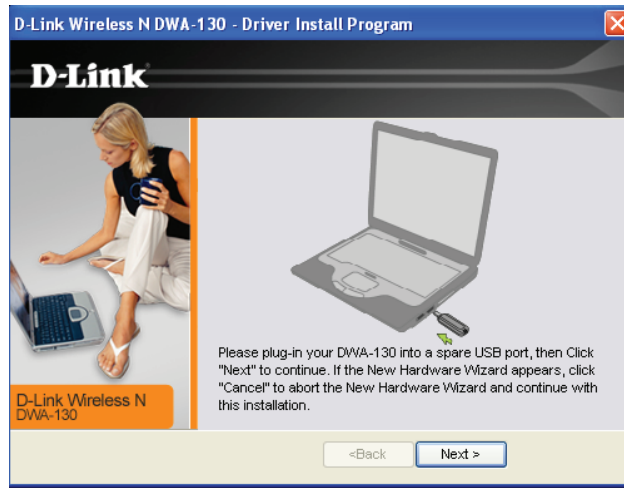 D-Link Wireless N DWA-130 - Driver Install Program
D-Link
Please plug-in your DWA-130 into a spare USB port, then Click
"Next" to continue. If the New Hardware Wizard appears, click
"Cancel" to abort the New Hardware Wizard and continue with
this installation.
D-Link Wireless N
DWA-130
<Back
Next >